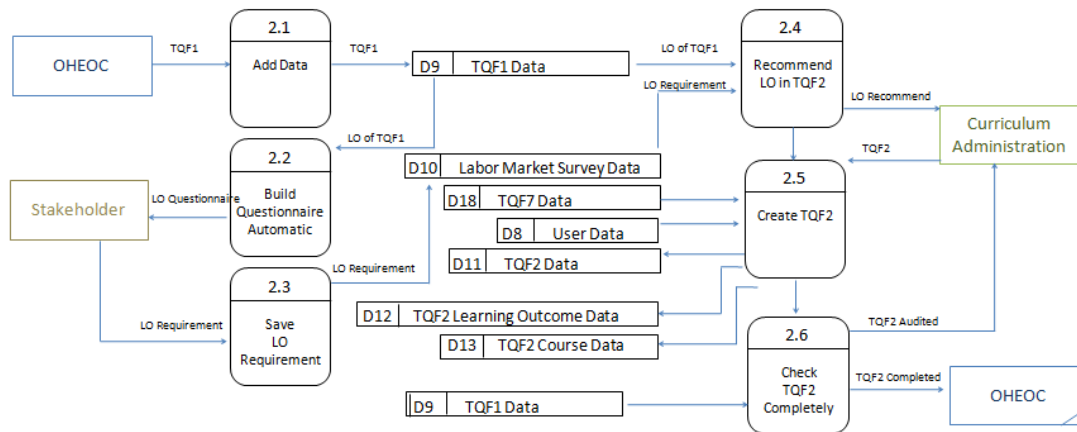 2.1
Add Data
OHEOC
TQF1
TQF1
D9 TQF1 Data
LO of TQF1
LO Requirement
2.4
Recommend
LO in TQF2
LO Recommend
Curriculum
Administration
TQF2
LO of TQF1
2.2
Build
Questionnaire
Automatic
LO Questionnaire
Stakeholder
D10 Labor Market Survey Data
D18 TQF7 Data
D8 User Data
D11 TQF2 Data
2.5
Create TQF2
LO Requirement
2.3
Save
LO
Requirement
LO Requirement
D12 TQF2 Learning Outcome Data
D13 TQF2 Course Data
2.6
Check
TQF2
Completely
TQF2 Audited
TQF2 Completed
OHEOC
D9 TQF1 Data